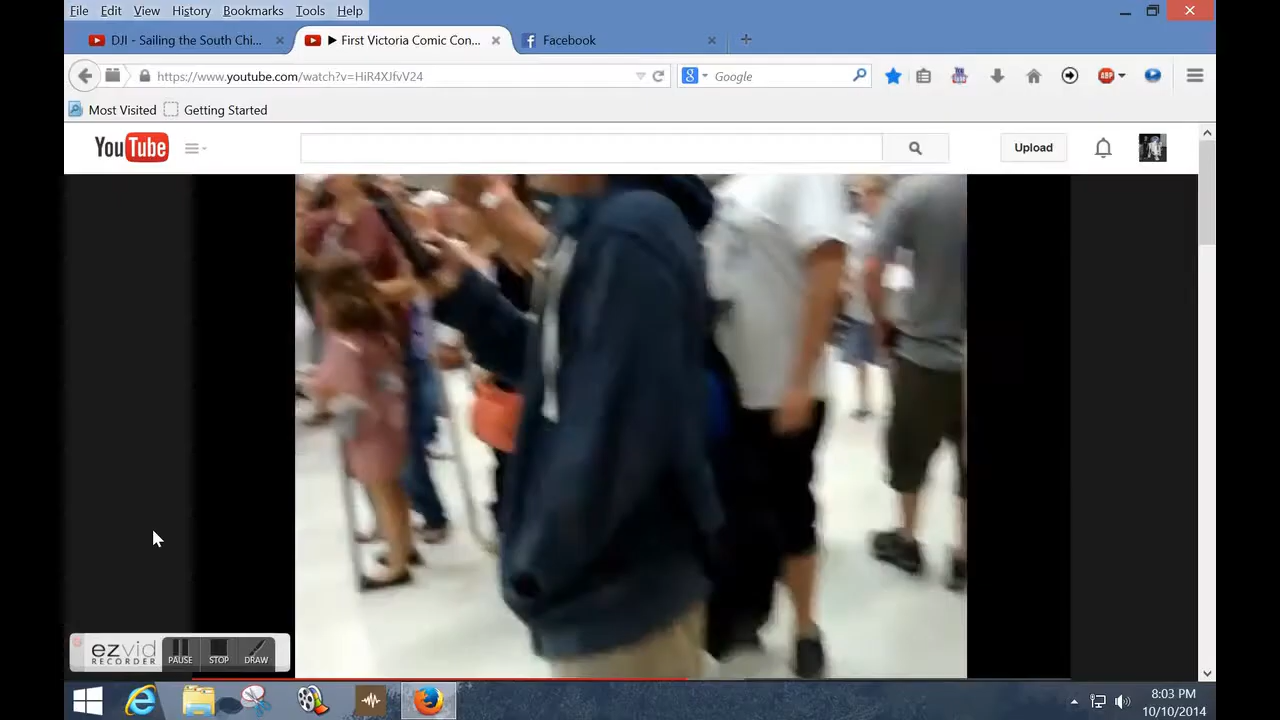 File Edit View History Bookmarks Tools Help
DJI - Sailing the South Chi... ▶ First Victoria Comic Con... Facebook
https://www.youtube.com/watch?v=HiR4XJfvV24 Google
Most Visited Getting Started
YouTube Upload
ezvid
RECORDER
PAUSE STOP DRAW
8:03 PM
10/10/2014